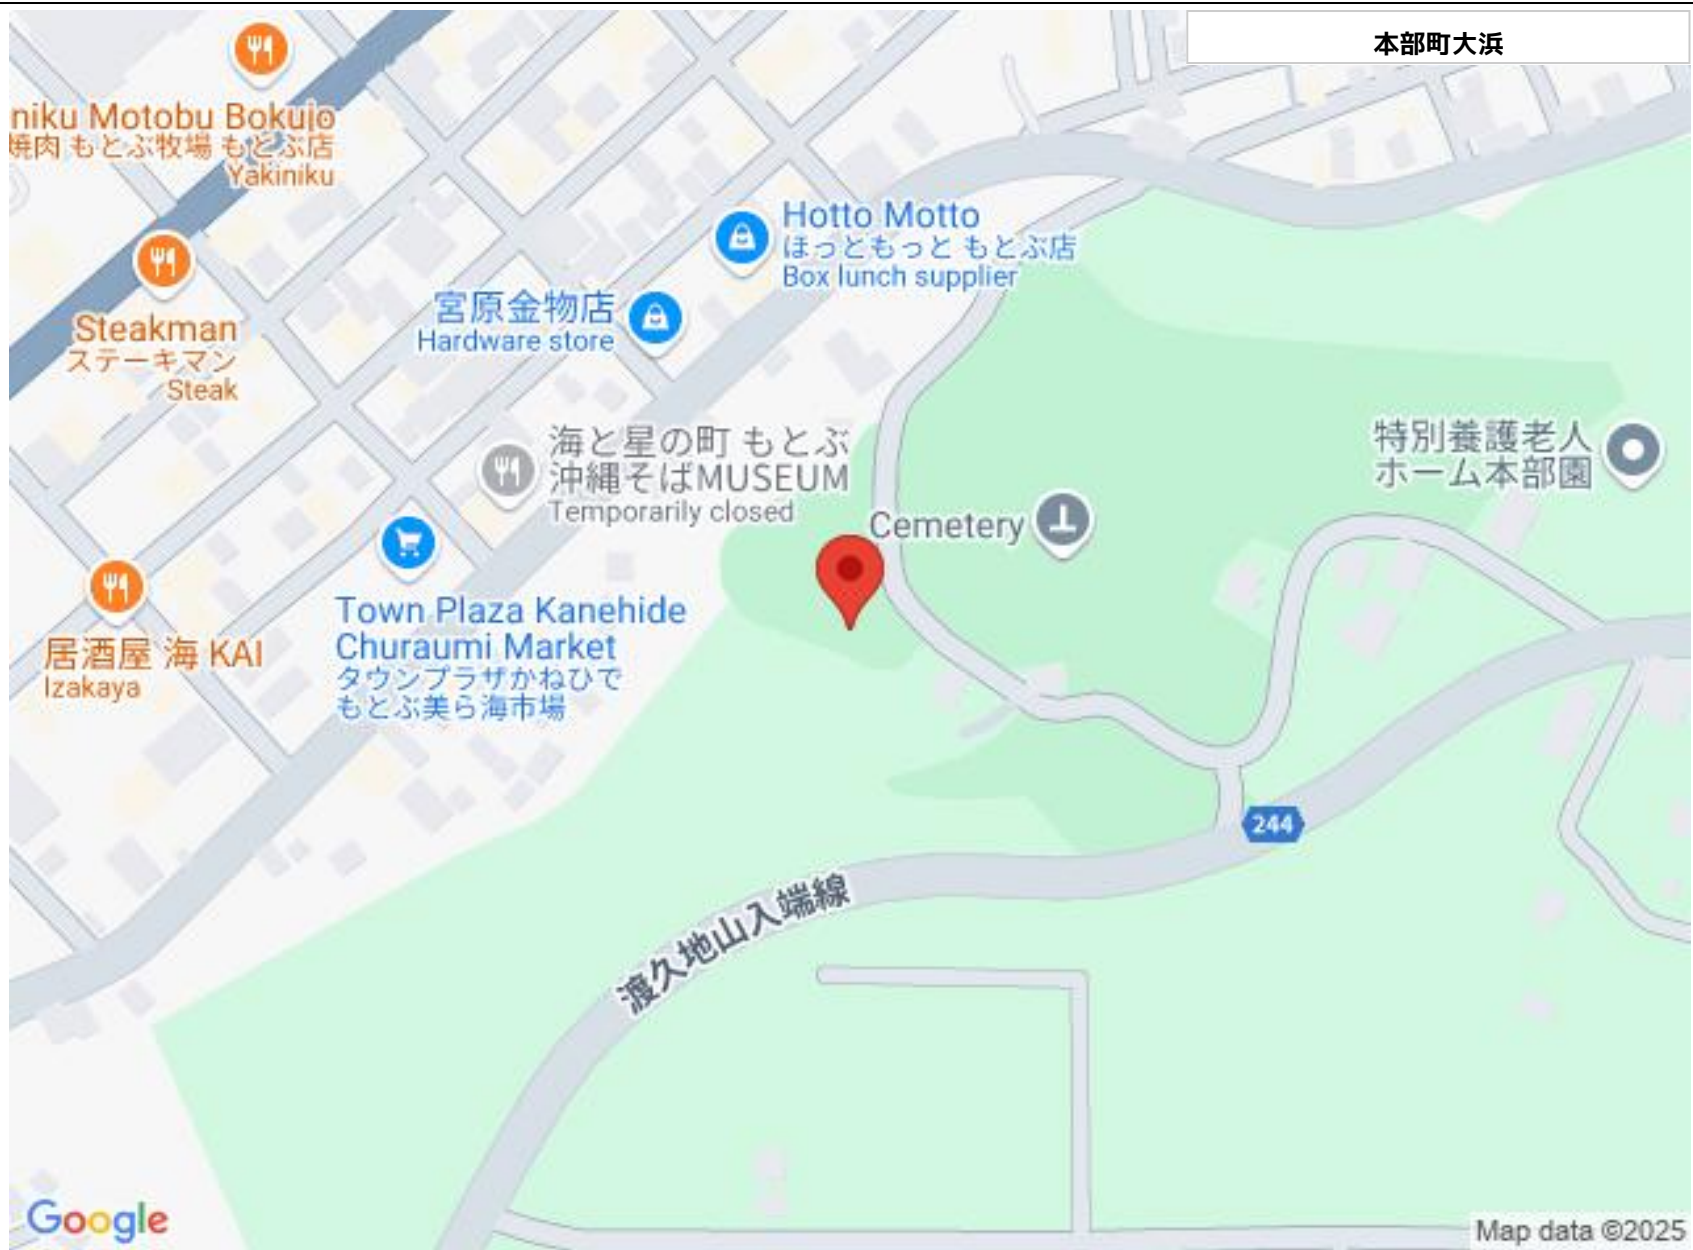 本部町大浜
niku Motobu Bokujo
焼肉 もとぶ牧場 もとぶ店
Yakiniku
Hotto Motto
ほっともっと もとぶ店
Box lunch supplier
宮原金物店
Hardware store
Steakman
ステーキマン
Steak
海と星の町 もとぶ
沖縄そばMUSEUM
Temporarily closed
特別養護老人
ホーム本部園
Cemetery
Town Plaza Kanehide
Churaumi Market
タウンプラザかねひで
もとぶ美ら海市場
居酒屋 海 KAI
Izakaya
244
渡久地山入端線
Google
Map data ©2025